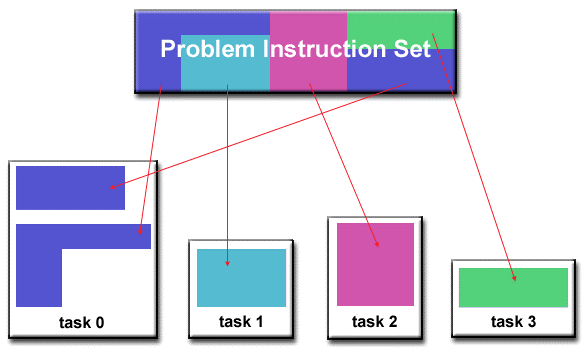 Problem Instruction Set
task 0
task 1
task 2
task 3